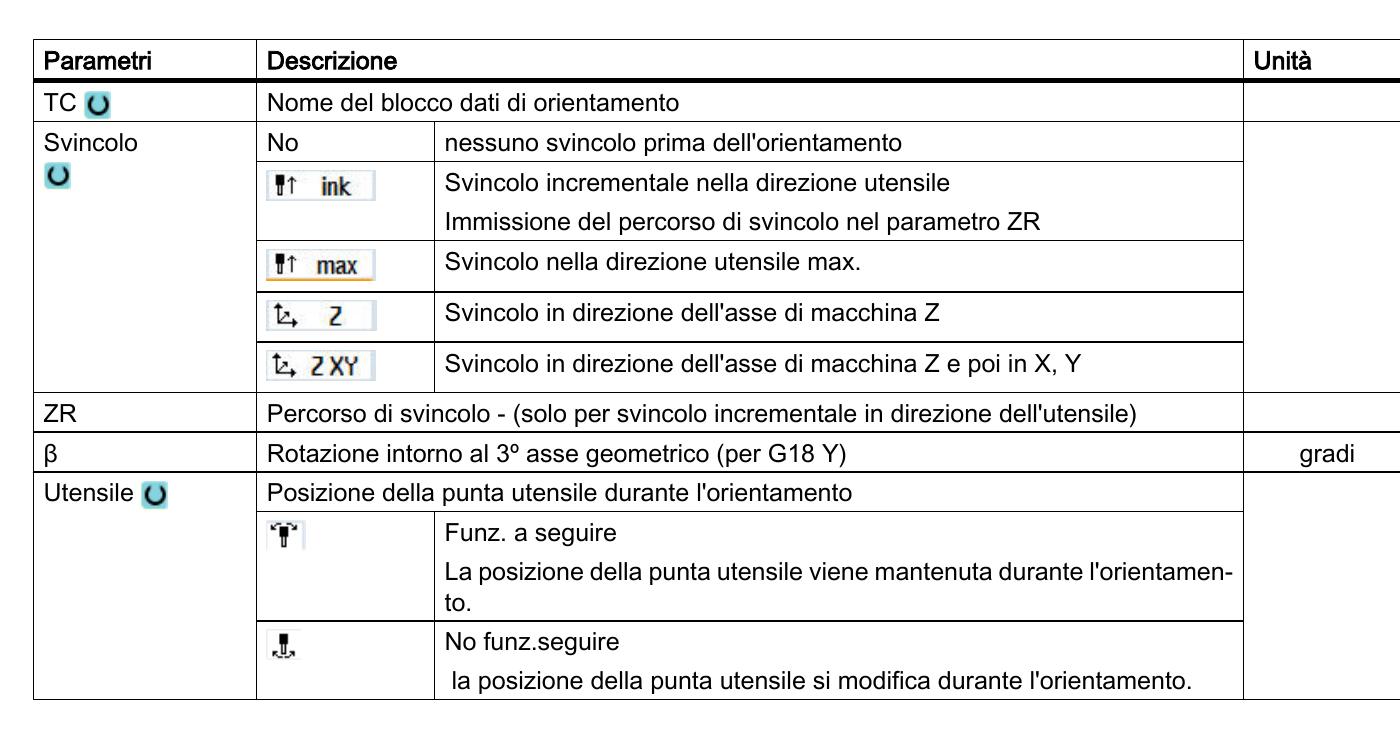 Parametri Descrizione Unità
TC Nome del blocco dati di orientamento
Svincolo No nessuno svincolo prima dell'orientamento
ink Svincolo incrementale nella direzione utensile
Immissione del percorso di svincolo nel parametro ZR
max Svincolo nella direzione utensile max.
Z Svincolo in direzione dell'asse di macchina Z
Z XY Svincolo in direzione dell'asse di macchina Z e poi in X, Y
ZR Percorso di svincolo - (solo per svincolo incrementale in direzione dell'utensile)
β Rotazione intorno al 3º asse geometrico (per G18 Y) gradi
Utensile Posizione della punta utensile durante l'orientamento
Funz. a seguire
La posizione della punta utensile viene mantenuta durante l'orientamen-
to.
No funz.seguire
la posizione della punta utensile si modifica durante l'orientamento.